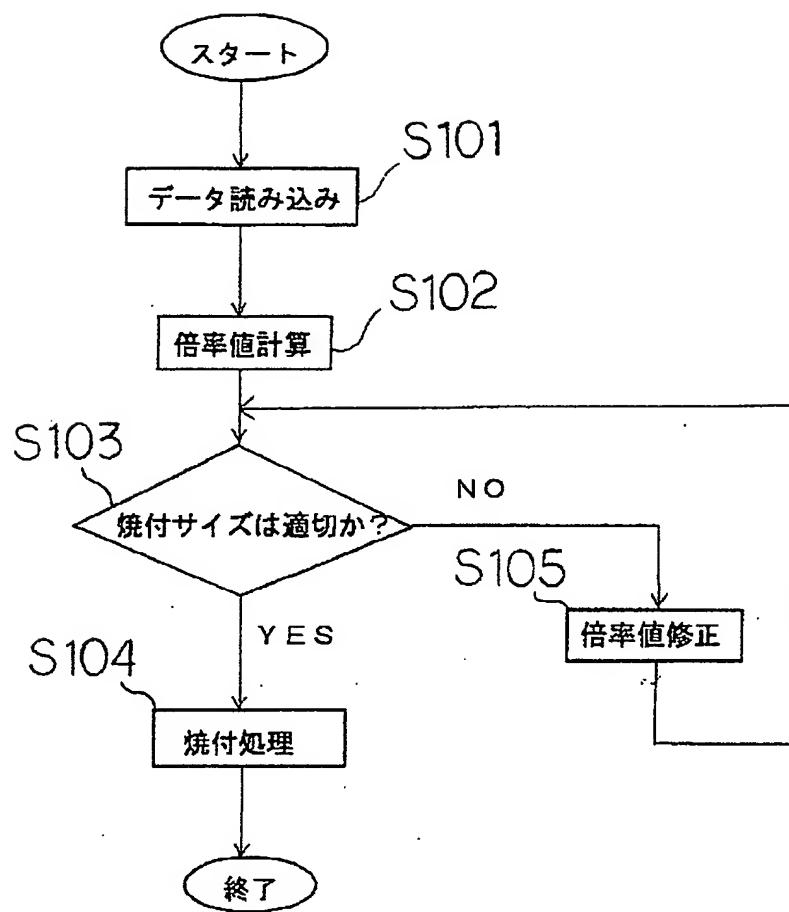 スタート
S101
データ読み込み
S102
倍率値計算
S103
焼付サイズは適切か?
NO
S105
倍率値修正
YES
S104
焼付処理
終了